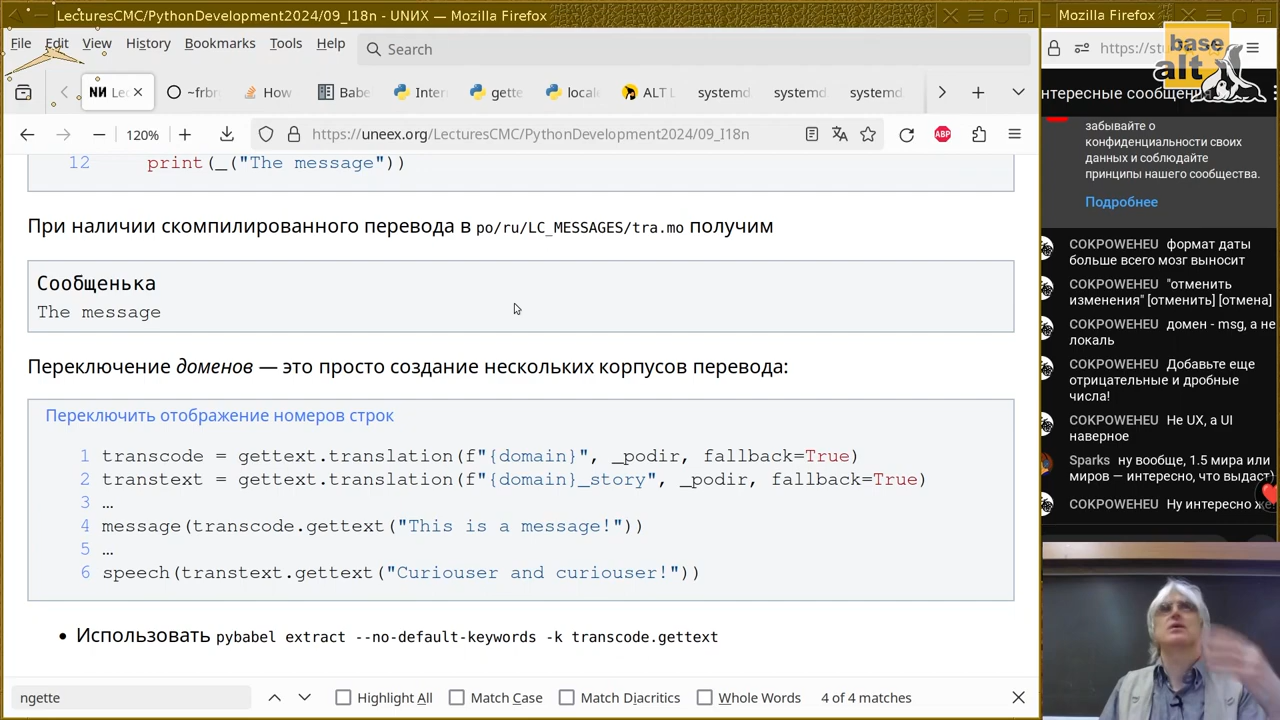 LecturesCMC/PythonDevelopment2024/09_I18n - UNИX — Mozilla Firefox
File Edit View History Bookmarks Tools Help
Search
NИ Lec
~frbr
How
Babe
Inter
gette
locale
ALT L
systemd
systemd
systemd
120%
https://uneex.org/LecturesCMC/PythonDevelopment2024/09_I18n
ABP
12 print(_("The message"))
При наличии скомпилированного перевода в po/ru/LC_MESSAGES/tra.mo получим
Сообщенька
The message
Переключение доменов — это просто создание нескольких корпусов перевода:
Переключить отображение номеров строк
1 transcode = gettext.translation(f"{domain}", _podir, fallback=True)
2 transtext = gettext.translation(f"{domain}_story", _podir, fallback=True)
3 …
4 message(transcode.gettext("This is a message!"))
5 …
6 speech(transtext.gettext("Curiouser and curiouser!"))
• Использовать pybabel extract --no-default-keywords -k transcode.gettext
ngette
Highlight All
Match Case
Match Diacritics
Whole Words
4 of 4 matches
Mozilla Firefox
https://st
base
alt
нтересные сообщен
забывайте о
конфиденциальности своих
данных и соблюдайте
принципы нашего сообщества.
Подробнее
COKPOWEHEU формат даты
больше всего мозг выносит
COKPOWEHEU "отменить
изменения" [отменить] [отмена]
COKPOWEHEU домен - msg, а не
локаль
COKPOWEHEU Добавьте еще
отрицательные и дробные
числа!
COKPOWEHEU Не UX, а UI
наверное
Sparks ну вообще, 1.5 мира или
миров — интересно, что выдаст)
COKPOWEHEU Ну интересно же